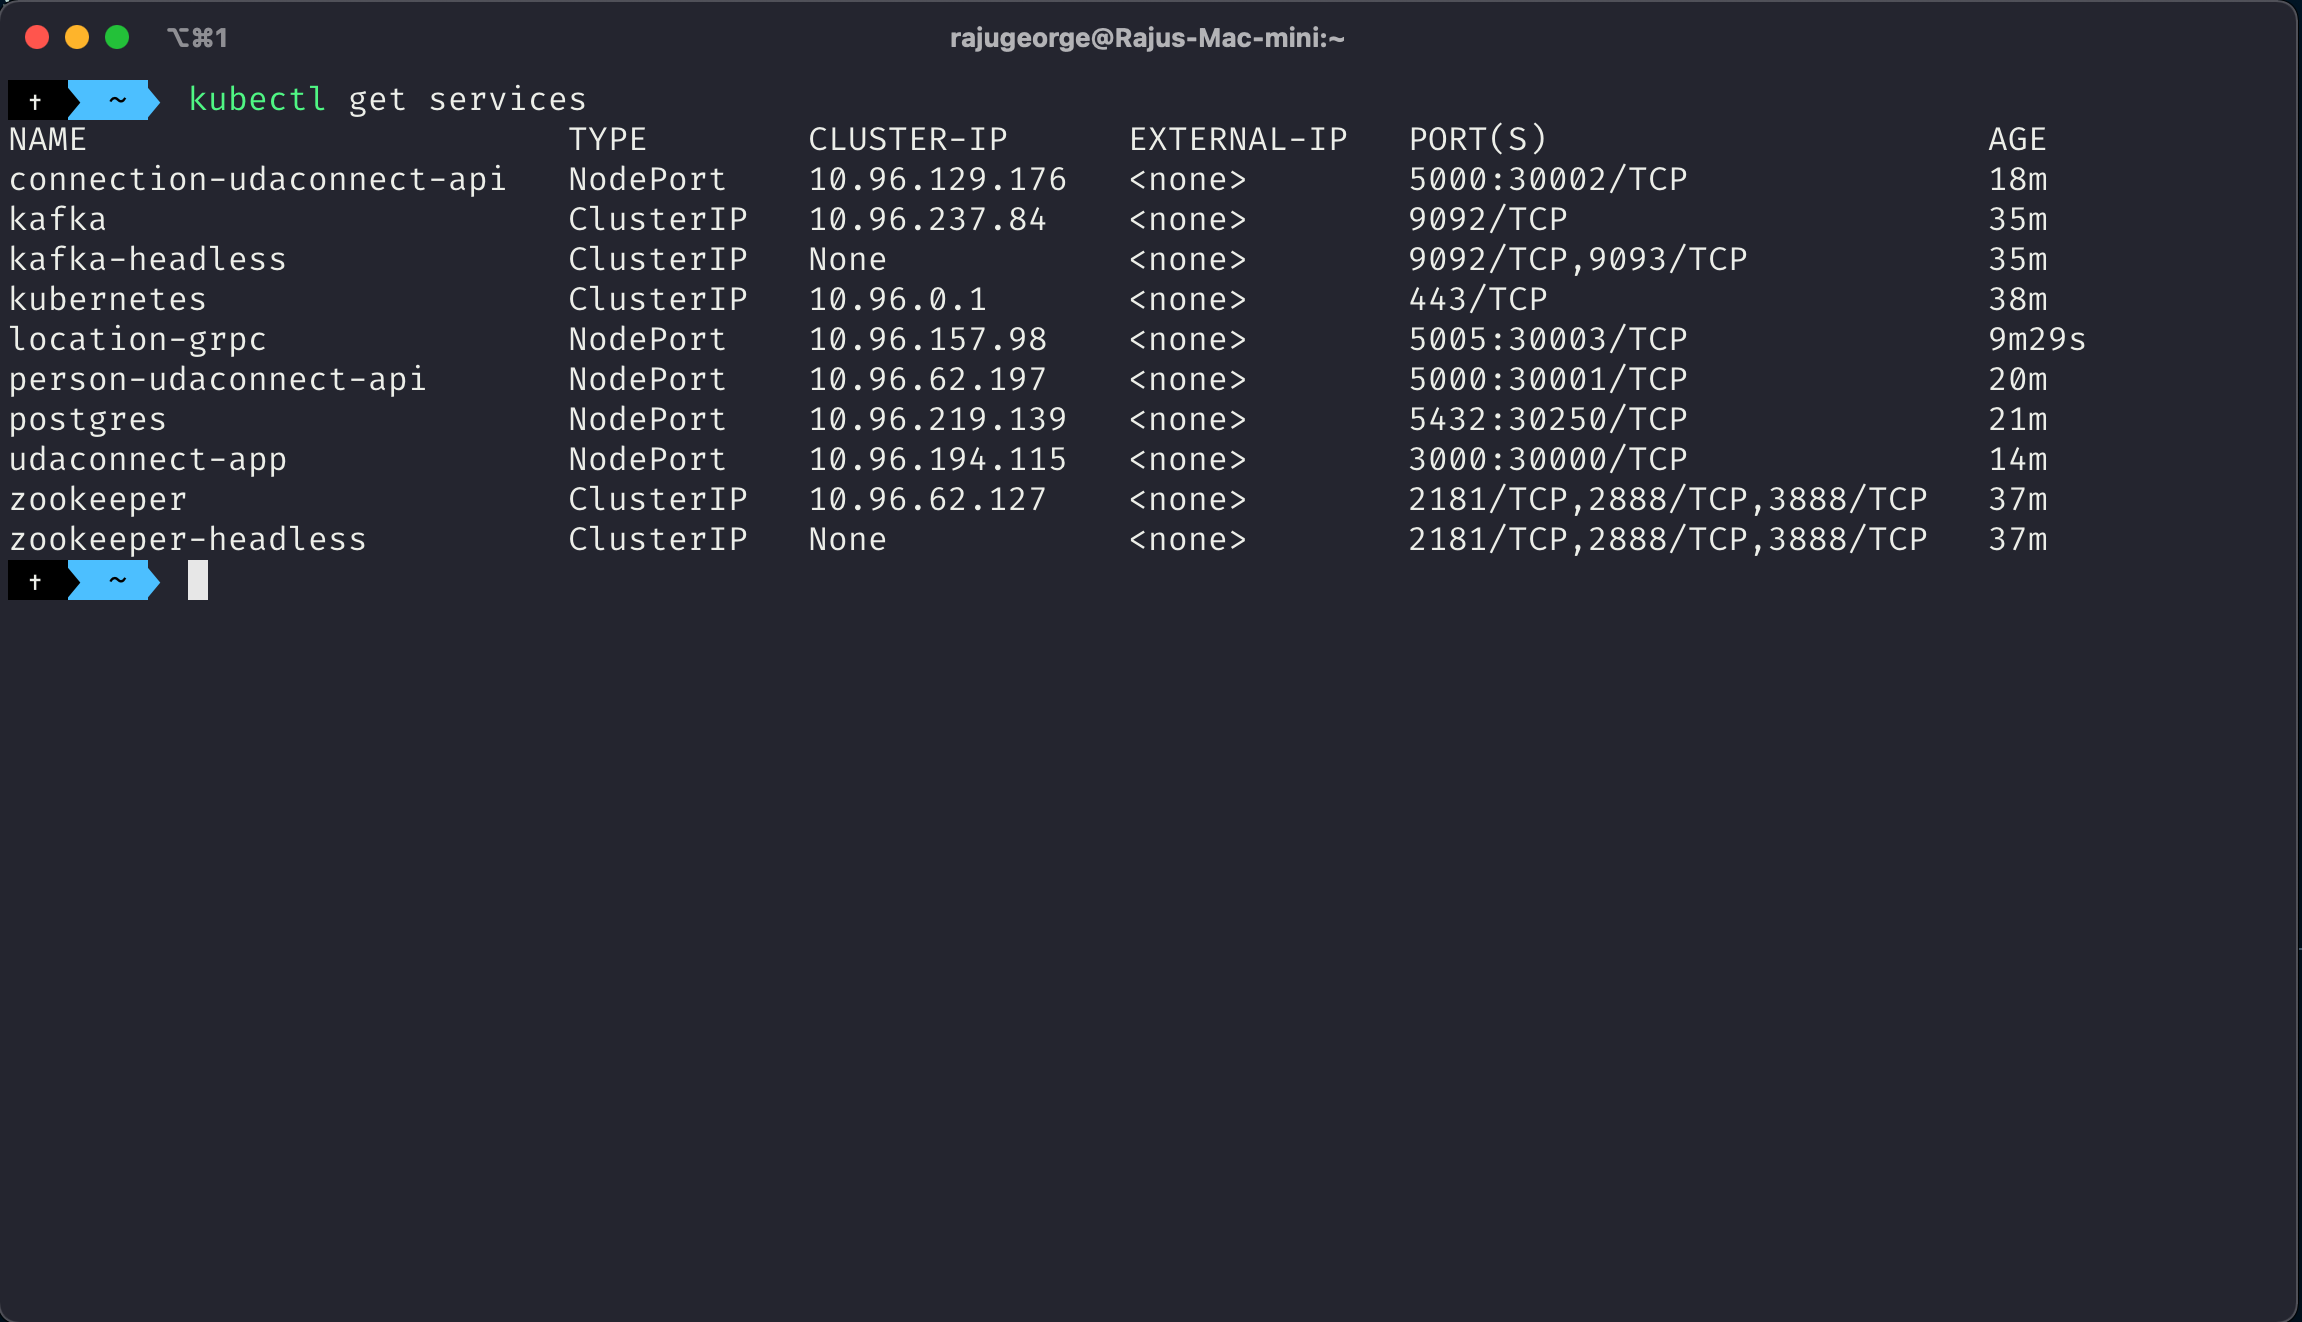 ⌥⌘1 rajugeorge@Rajus-Mac-mini:~
† ~ kubectl get services
NAME TYPE CLUSTER-IP EXTERNAL-IP PORT(S) AGE
connection-udaconnect-api NodePort 10.96.129.176 <none> 5000:30002/TCP 18m
kafka ClusterIP 10.96.237.84 <none> 9092/TCP 35m
kafka-headless ClusterIP None <none> 9092/TCP,9093/TCP 35m
kubernetes ClusterIP 10.96.0.1 <none> 443/TCP 38m
location-grpc NodePort 10.96.157.98 <none> 5005:30003/TCP 9m29s
person-udaconnect-api NodePort 10.96.62.197 <none> 5000:30001/TCP 20m
postgres NodePort 10.96.219.139 <none> 5432:30250/TCP 21m
udaconnect-app NodePort 10.96.194.115 <none> 3000:30000/TCP 14m
zookeeper ClusterIP 10.96.62.127 <none> 2181/TCP,2888/TCP,3888/TCP 37m
zookeeper-headless ClusterIP None <none> 2181/TCP,2888/TCP,3888/TCP 37m
† ~